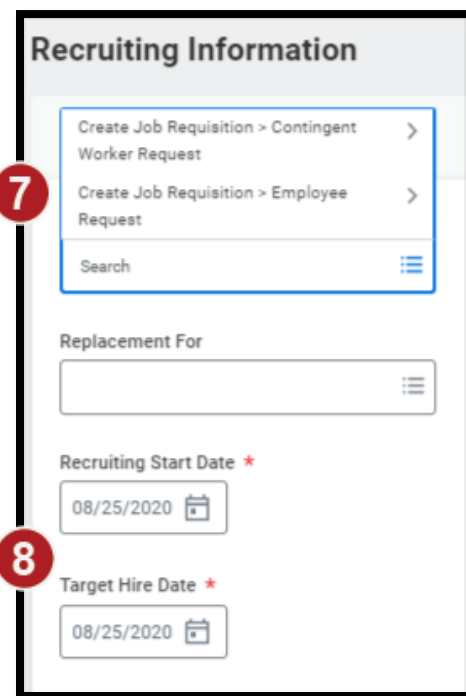 Recruiting Information
Create Job Requisition > Contingent
Worker Request
7
Create Job Requisition > Employee
Request
Search
Replacement For
Recruiting Start Date *
08/25/2020
8
Target Hire Date *
08/25/2020